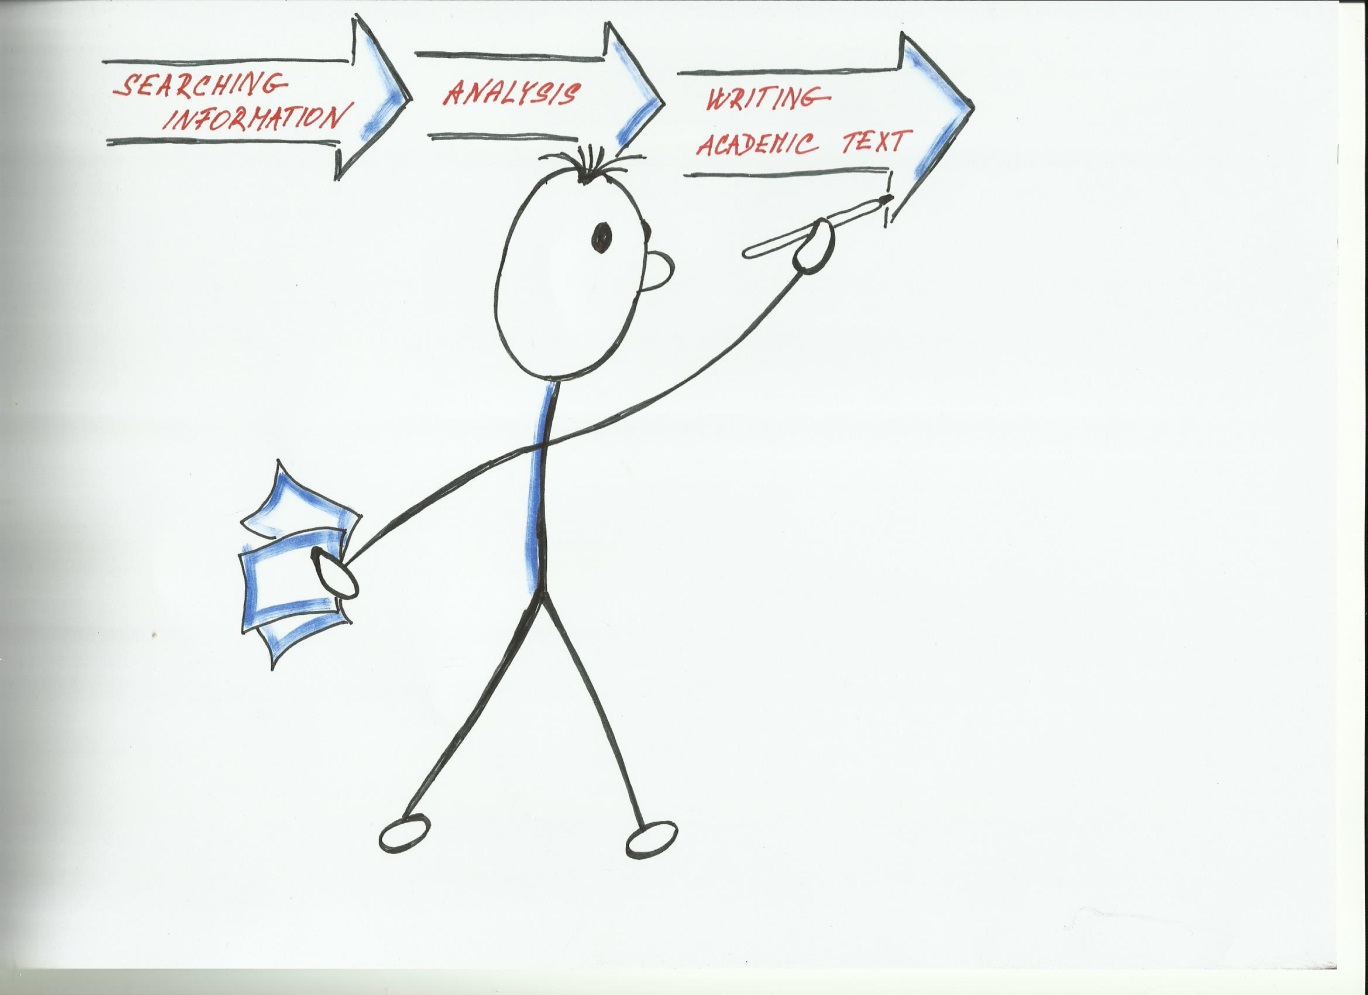 SEARCHING
INFORMATION
ANALYSIS
WRITING
ACADEMIC TEXT